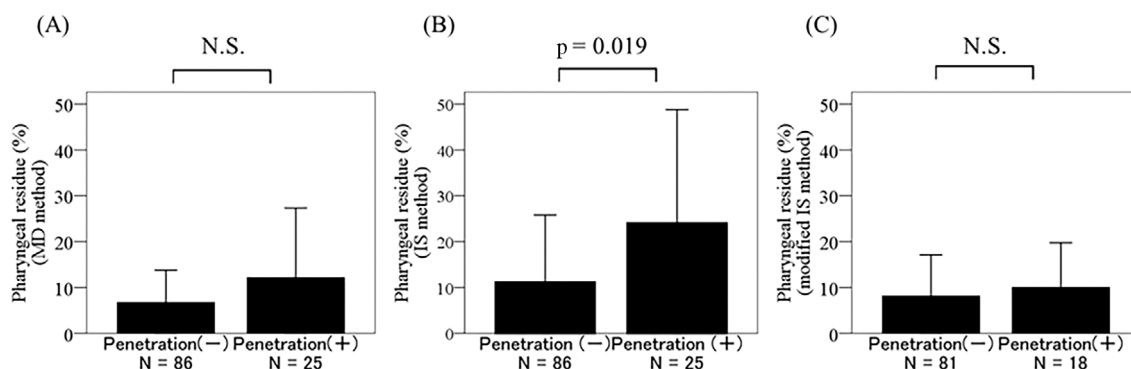 (A)
N.S.
Pharyngeal residue (%)
(MD method)
50
40
30
20
10
0
Penetration(−)
N = 86
Penetration(+)
N = 25
(B)
p = 0.019
Pharyngeal residue (%)
(IS method)
50
40
30
20
10
0
Penetration (−)
N = 86
Penetration (+)
N = 25
(C)
N.S.
Pharyngeal residue (%)
(modified IS method)
50
40
30
20
10
0
Penetration(−)
N = 81
Penetration(+)
N = 18